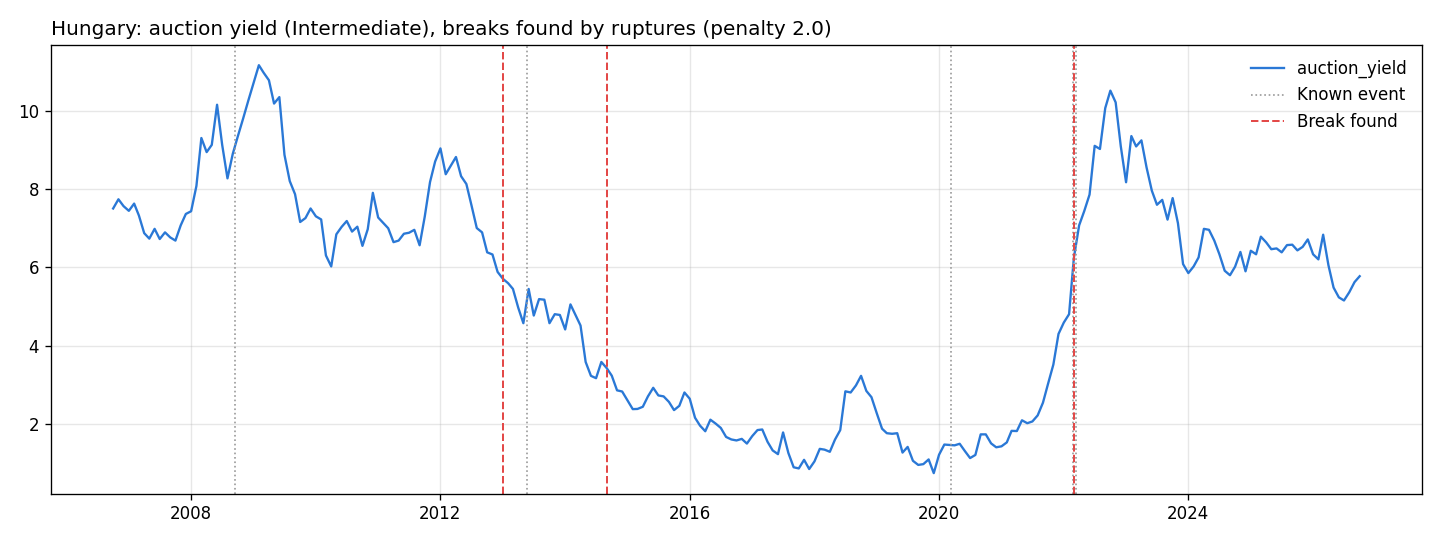 Hungary: auction yield (Intermediate), breaks found by ruptures (penalty 2.0)
auction_yield
Known event
Break found
10
8
6
4
2
2008
2012
2016
2020
2024